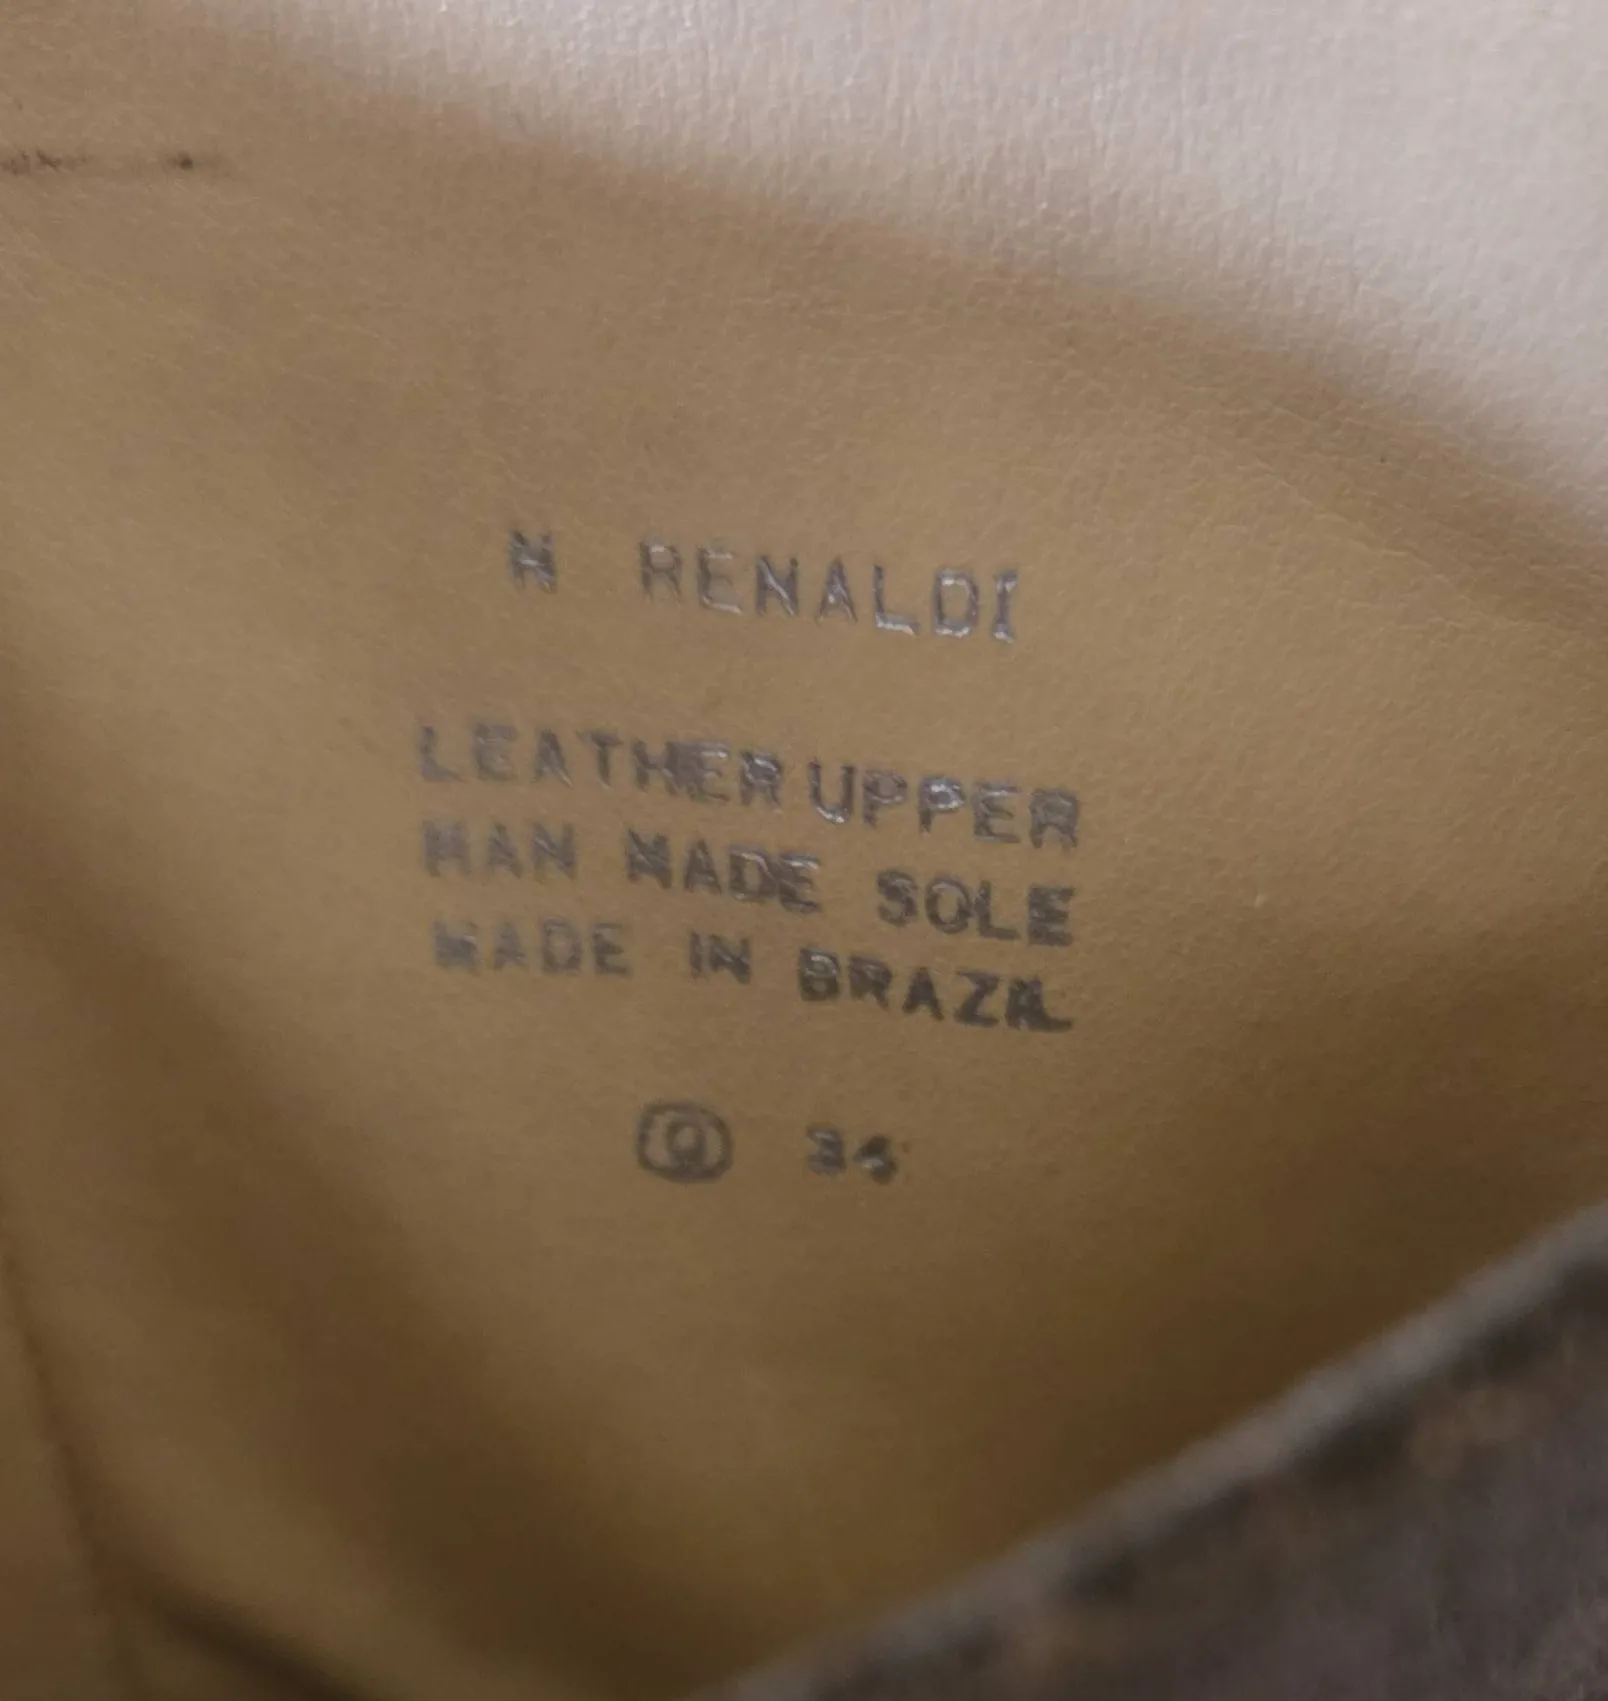 N RENALDI
LEATHER UPPER
MAN MADE SOLE
MADE IN BRAZIL
34